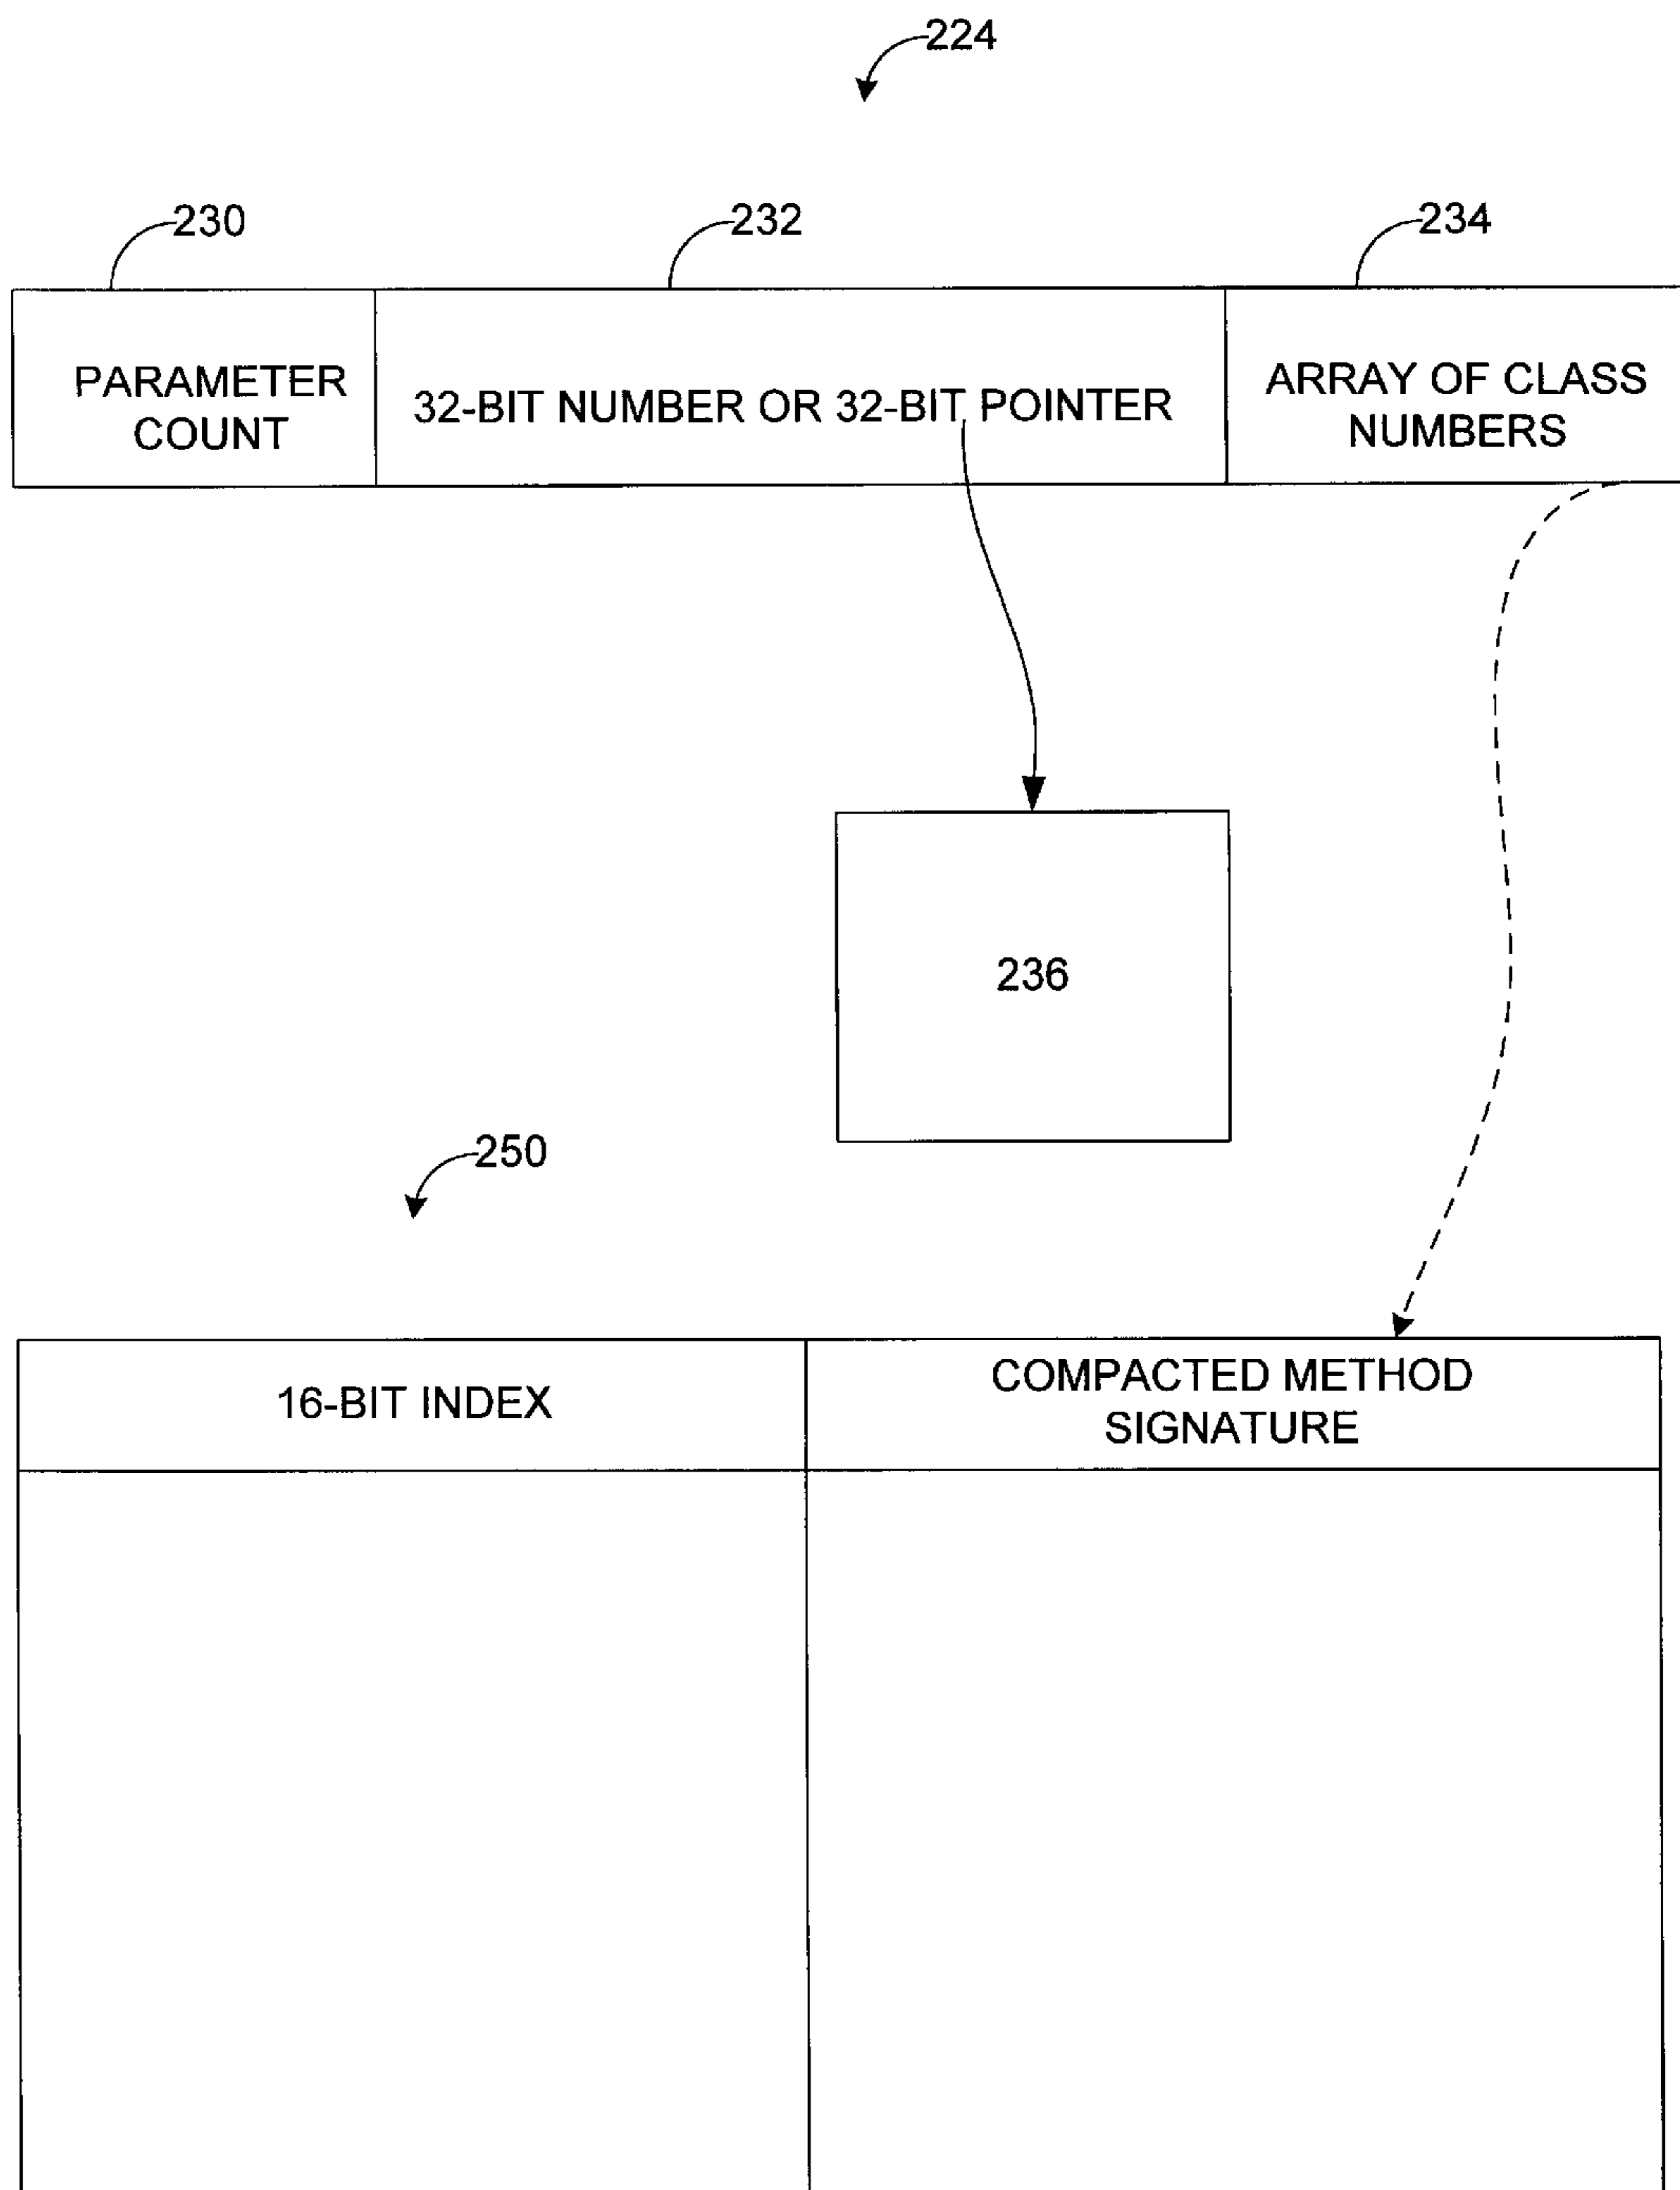 224
230
232
234
PARAMETER
COUNT
32-BIT NUMBER OR 32-BIT POINTER
ARRAY OF CLASS
NUMBERS
236
250
16-BIT INDEX
COMPACTED METHOD
SIGNATURE